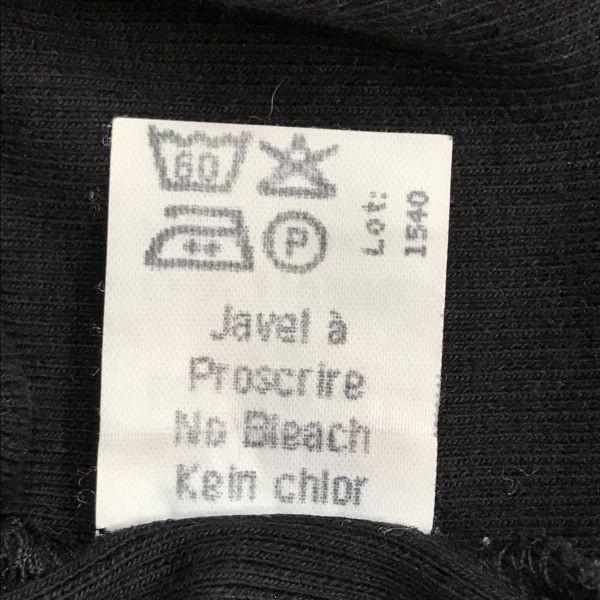 60
P
Lot:
1540
Javel à
Proscrire
No Bleach
Kein chlor